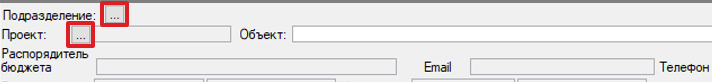 Подразделение: ...
Проект: ... Объект:
Распорядитель
бюджета Email Телефон